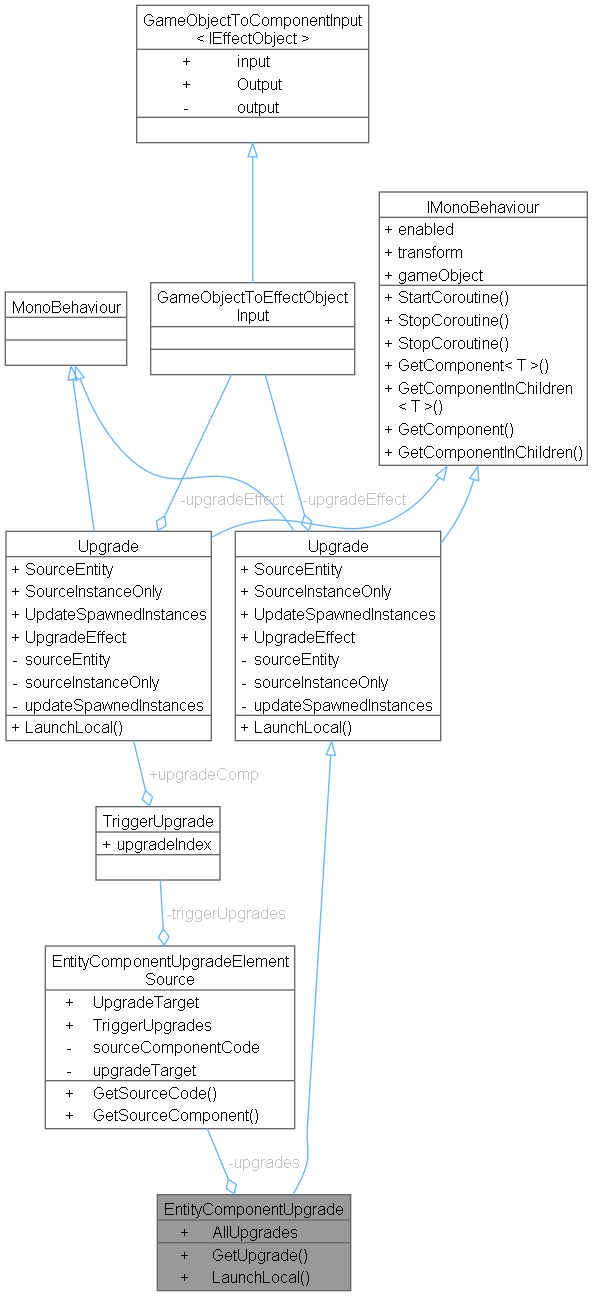 GameObjectToComponentInput
< IEffectObject >
+ input
+ Output
- output
IMonoBehaviour
+ enabled
+ transform
+ gameObject
+ StartCoroutine()
+ StopCoroutine()
+ StopCoroutine()
+ GetComponent< T >()
+ GetComponentInChildren
< T >()
+ GetComponent()
+ GetComponentInChildren()
GameObjectToEffectObject
Input
MonoBehaviour
-upgradeEffect
-upgradeEffect
Upgrade
+ SourceEntity
+ SourceInstanceOnly
+ UpdateSpawnedInstances
+ UpgradeEffect
- sourceEntity
- sourceInstanceOnly
- updateSpawnedInstances
+ LaunchLocal()
Upgrade
+ SourceEntity
+ SourceInstanceOnly
+ UpdateSpawnedInstances
+ UpgradeEffect
- sourceEntity
- sourceInstanceOnly
- updateSpawnedInstances
+ LaunchLocal()
+upgradeComp
TriggerUpgrade
+ upgradeIndex
-triggerUpgrades
EntityComponentUpgradeElement
Source
+ UpgradeTarget
+ TriggerUpgrades
- sourceComponentCode
- upgradeTarget
+ GetSourceCode()
+ GetSourceComponent()
-upgrades
EntityComponentUpgrade
+ AllUpgrades
+ GetUpgrade()
+ LaunchLocal()